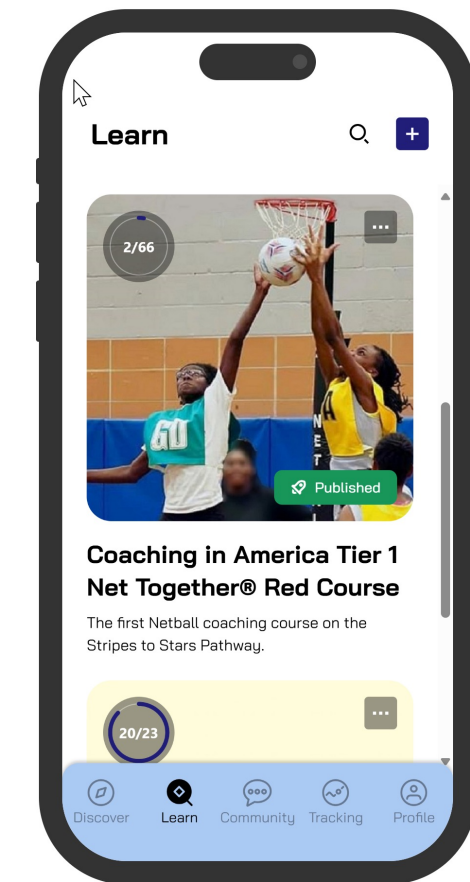 Learn
2/66
GD
A
N
E
T
Published
Coaching in America Tier 1
Net Together® Red Course
The first Netball coaching course on the
Stripes to Stars Pathway.
20/23
Discover
Learn
Community
Tracking
Profile